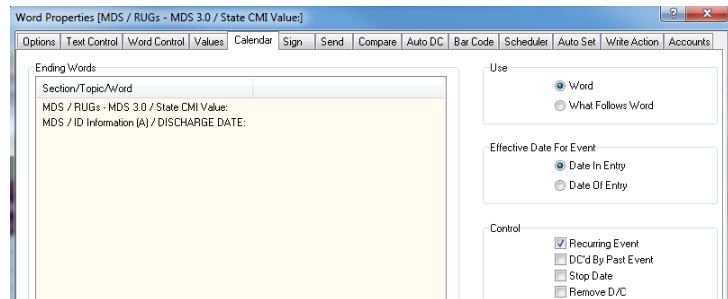 Word Properties [MDS / RUGs - MDS 3.0 / State CMI Value:]
?
Options Text Control Word Control Values Calendar Sign Send Compare Auto DC Bar Code Scheduler Auto Set Write Action Accounts
Ending Words
Section/Topic/Word
MDS / RUGs - MDS 3.0 / State CMI Value:
MDS / ID Information (A) / DISCHARGE DATE:
Use
Word
What Follows Word
Effective Date For Event
Date In Entry
Date Of Entry
Control
Recurring Event
DC'd By Past Event
Stop Date
Remove D/C